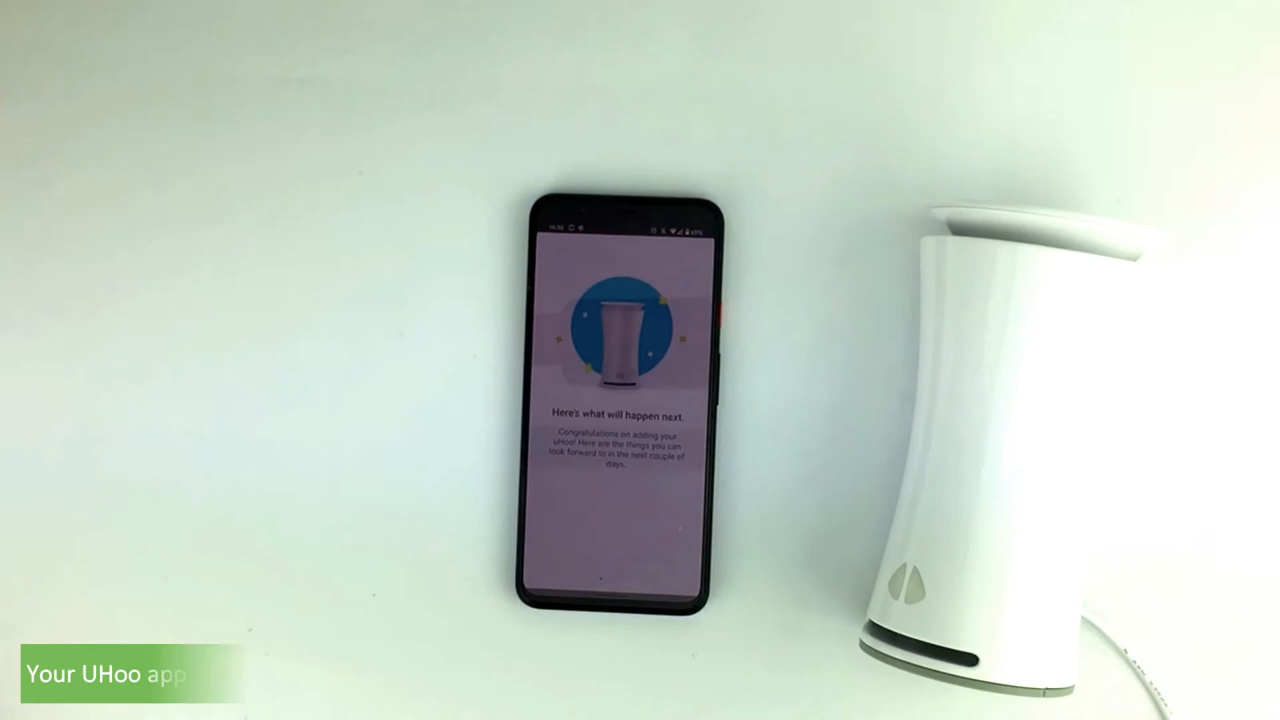 Here's what will happen next.
Congratulations on adding your
uHoo! Here are the things you can
look forward to in the next couple of
days.
Your UHoo app